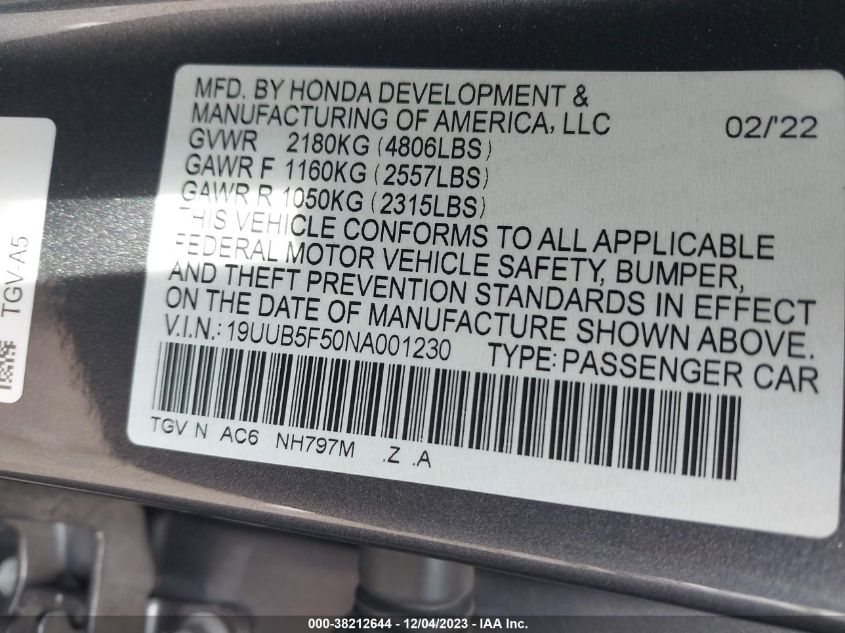 MFD. BY HONDA DEVELOPMENT &
MANUFACTURING OF AMERICA, LLC 02/'22
GVWR 2180KG (4806LBS)
GAWR F 1160KG (2557LBS)
GAWR R 1050KG (2315LBS)
THIS VEHICLE CONFORMS TO ALL APPLICABLE
FEDERAL MOTOR VEHICLE SAFETY, BUMPER,
AND THEFT PREVENTION STANDARDS IN EFFECT
ON THE DATE OF MANUFACTURE SHOWN ABOVE.
V.I.N.: 19UUB5F50NA001230 TYPE: PASSENGER CAR
TGV N AC6 NH797M .Z .A
TGV-A5
000-38212644 - 12/04/2023 - IAA Inc.